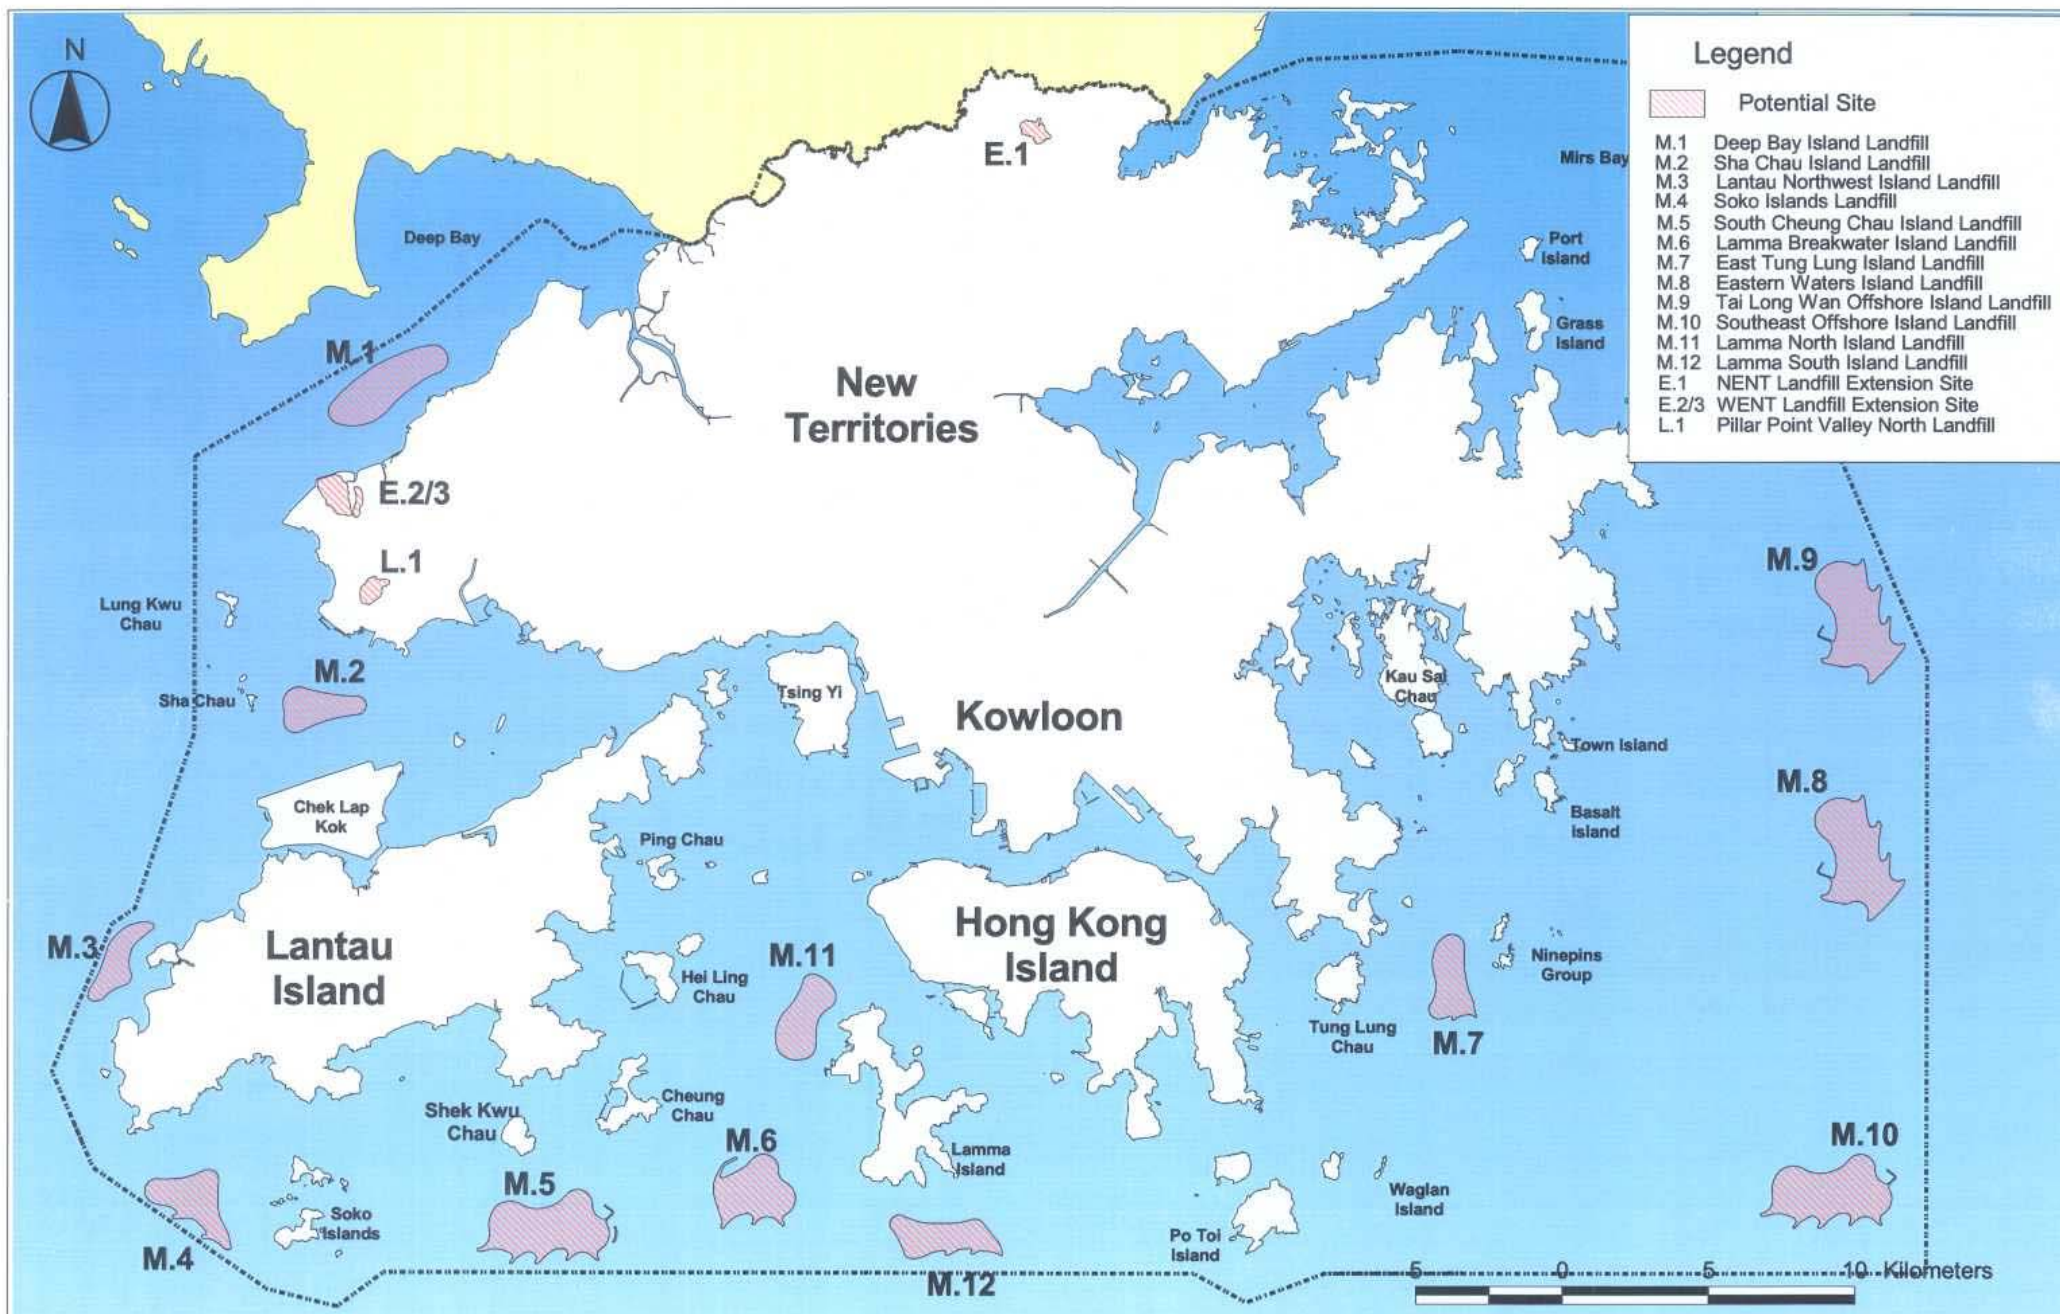 N
Legend
Potential Site
M.1 Deep Bay Island Landfill
M.2 Sha Chau Island Landfill
M.3 Lantau Northwest Island Landfill
M.4 Soko Islands Landfill
M.5 South Cheung Chau Island Landfill
M.6 Lamma Breakwater Island Landfill
M.7 East Tung Lung Island Landfill
M.8 Eastern Waters Island Landfill
M.9 Tai Long Wan Offshore Island Landfill
M.10 Southeast Offshore Island Landfill
M.11 Lamma North Island Landfill
M.12 Lamma South Island Landfill
E.1 NENT Landfill Extension Site
E.2/3 WENT Landfill Extension Site
L.1 Pillar Point Valley North Landfill
E.1
Mirs Bay
Deep Bay
Port
Island
Grass
Island
M.1
New
Territories
E.2/3
L.1
M.9
Lung Kwu
Chau
M.2
Sha Chau
Tsing Yi
Kau Sai
Chau
Kowloon
Town Island
M.8
Chek Lap
Kok
Basalt
Island
Ping Chau
Hong Kong
Island
M.3
Lantau
Island
M.11
Hei Ling
Chau
Ninepins
Group
Tung Lung
Chau
M.7
Cheung
Chau
Shek Kwu
Chau
M.6
M.10
Lamma
Island
M.5
Waglan
Island
Soko
Islands
Po Toi
Island
M.4
M.12
5 0 5 10 Kilometers